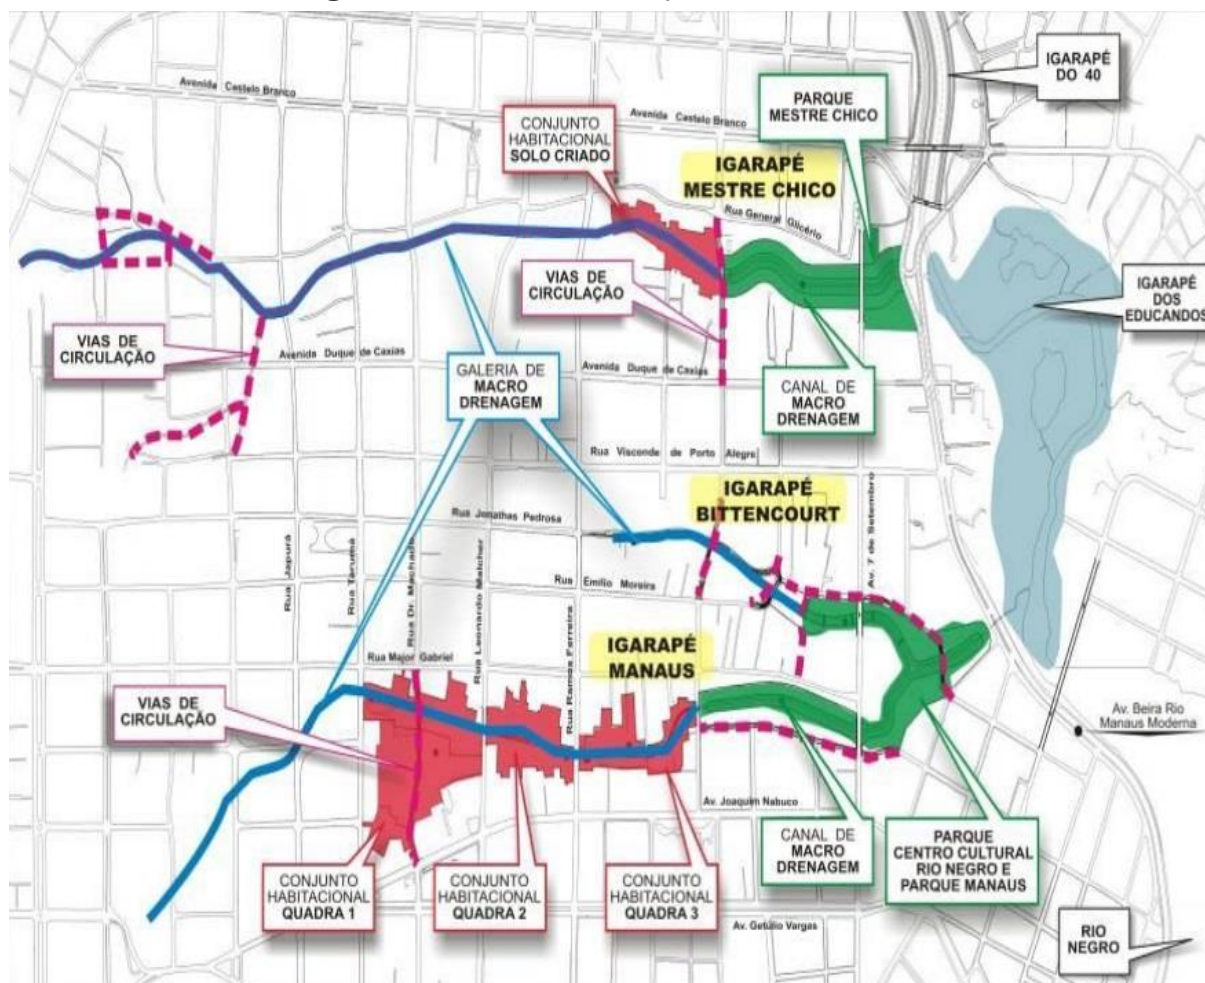 IGARAPÉ
DO 40
Avenida Castelo Branco
PARQUE
MESTRE CHICO
CONJUNTO
HABITACIONAL
SOLO CRIADO
Avenida Castelo Branco
IGARAPÉ
MESTRE CHICO
Rua General Glicério
VIAS DE
CIRCULAÇÃO
IGARAPÉ
DOS
EDUCANDOS
VIAS DE
CIRCULAÇÃO
Avenida Duque de Caxias
GALERIA DE
MACRO
DRENAGEM
Avenida Duque de Caxias
CANAL DE
MACRO
DRENAGEM
Rua Visconde de Porto Alegre
IGARAPÉ
BITTENCOURT
Rua Jonathas Pedrosa
Av. 7 de Setembro
Rua Japurá
Rua Tarumã
Rua Dr. Machado
Rua Leonardo Malcher
Rua Emílio Moreira
Rua Ramos Ferreira
IGARAPÉ
MANAUS
Rua Major Gabriel
VIAS DE
CIRCULAÇÃO
Av. Beira Rio
Manaus Moderna
Av. Joaquim Nabuco
CANAL DE
MACRO
DRENAGEM
PARQUE
CENTRO CULTURAL
RIO NEGRO E
PARQUE MANAUS
CONJUNTO
HABITACIONAL
QUADRA 1
CONJUNTO
HABITACIONAL
QUADRA 2
CONJUNTO
HABITACIONAL
QUADRA 3
Av. Getúlio Vargas
RIO
NEGRO